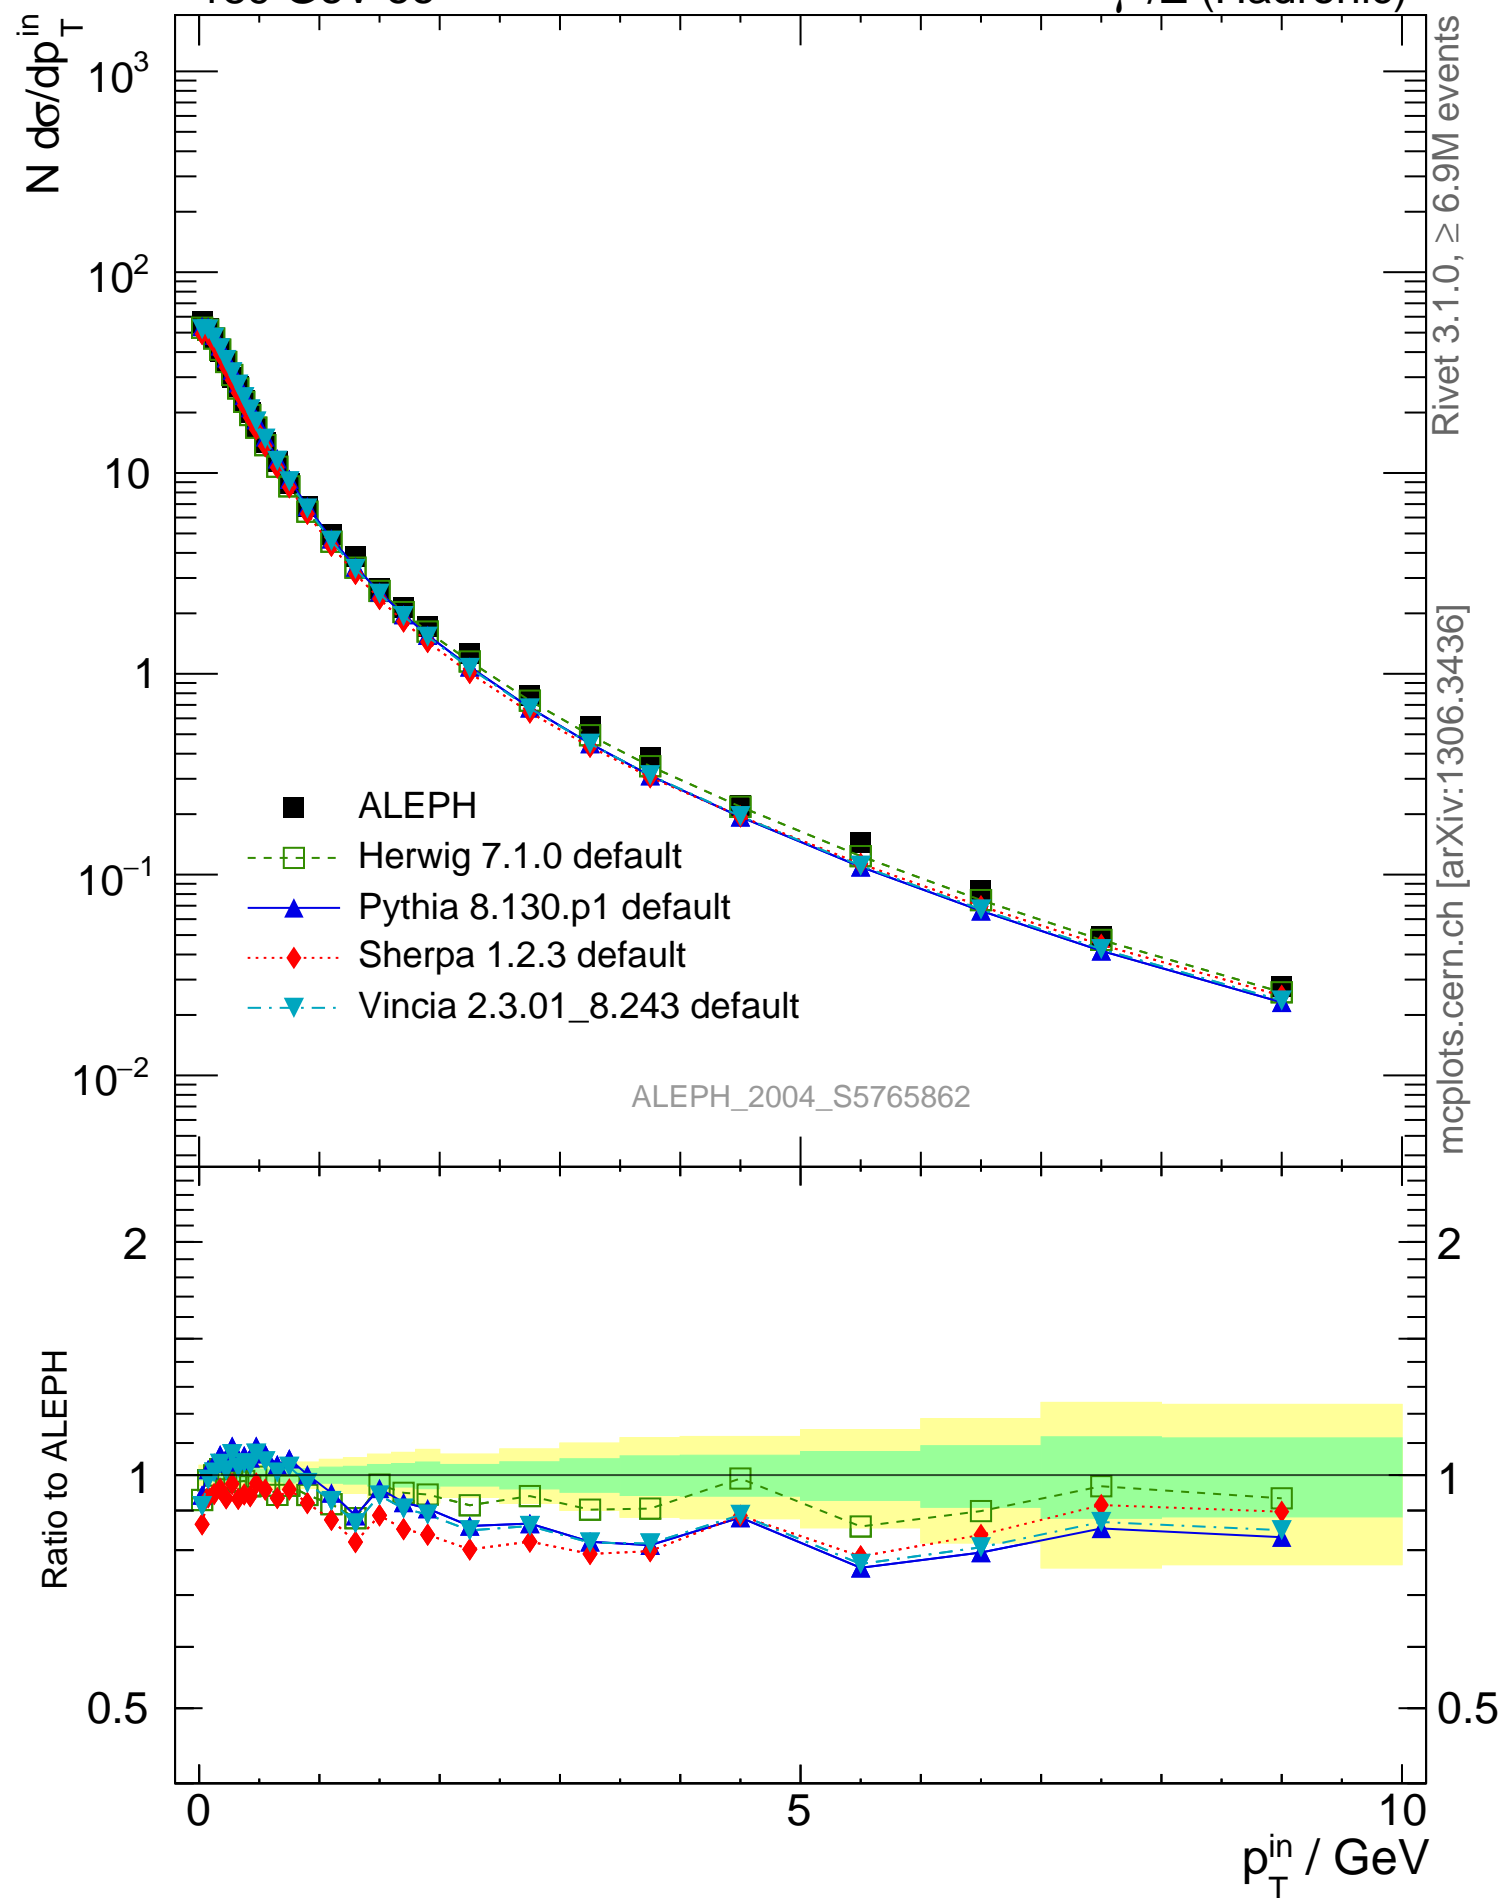 N dσ/dp_T^in
10^3
10^2
10
1
10^−1
10^−2
ALEPH
Herwig 7.1.0 default
Pythia 8.130.p1 default
Sherpa 1.2.3 default
Vincia 2.3.01_8.243 default
ALEPH_2004_S5765862
Rivet 3.1.0, ≥ 6.9M events
mcplots.cern.ch [arXiv:1306.3436]
Ratio to ALEPH
2
1
0.5
2
1
0.5
0
5
10
p_T^in / GeV